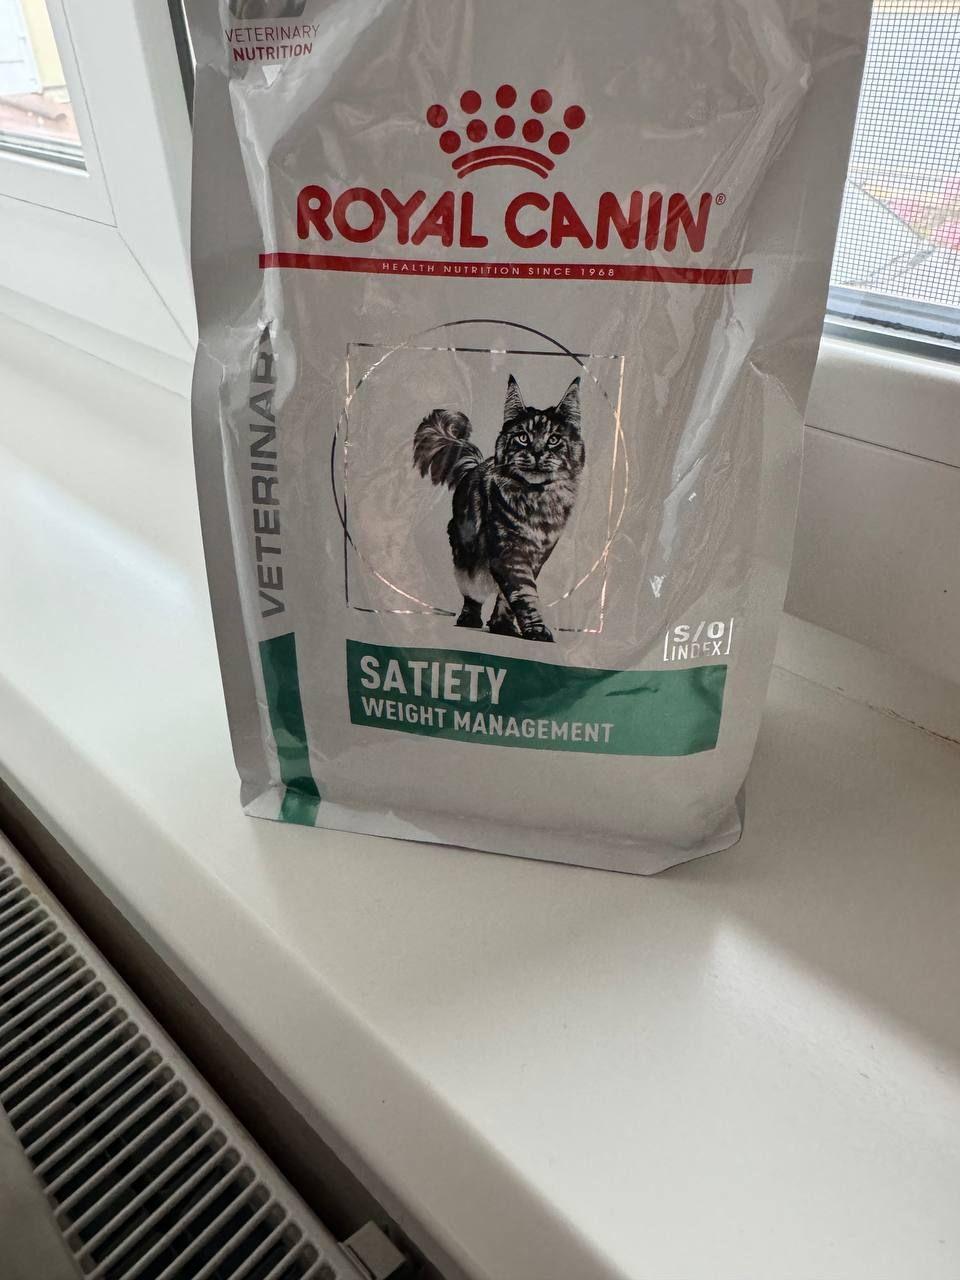 VETERINARY
NUTRITION
ROYAL CANIN®
HEALTH NUTRITION SINCE 1968
VETERINARY
S/O
INDEX
SATIETY
WEIGHT MANAGEMENT